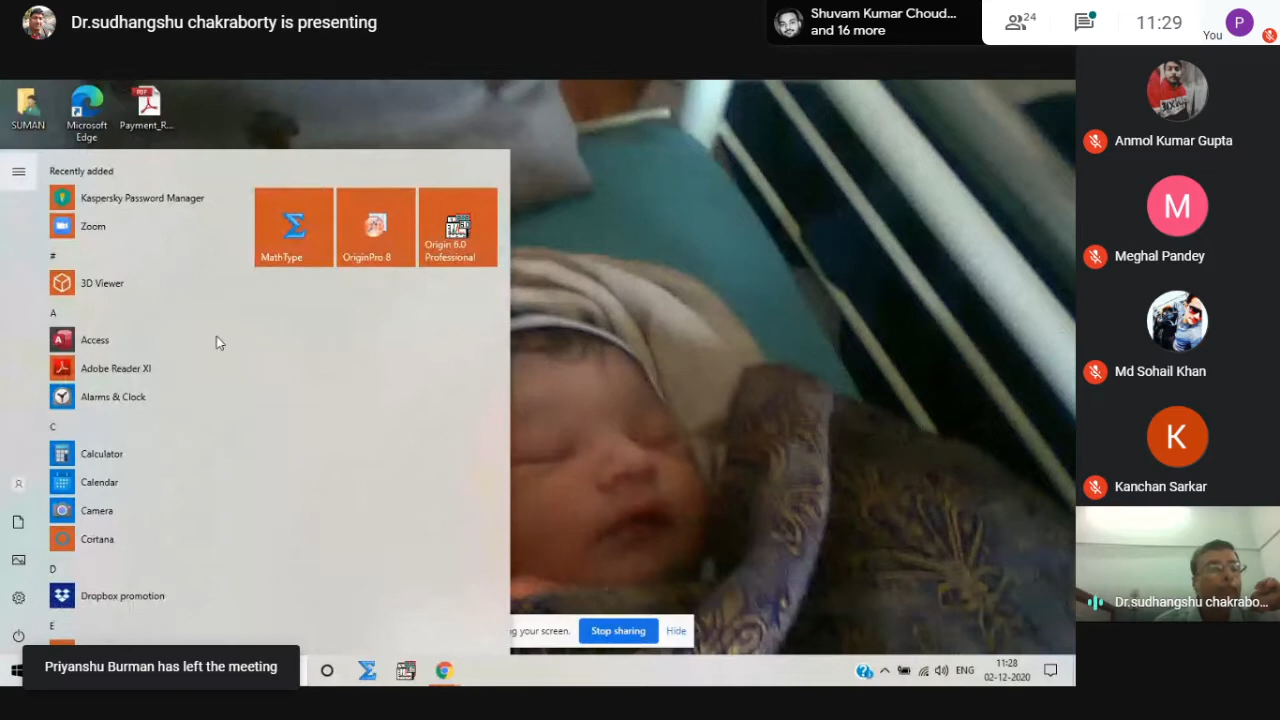 Dr.sudhangshu chakraborty is presenting
Shuvam Kumar Choud...
and 16 more
24
11:29
You
P
SUMAN
Microsoft
Edge
PDF
Payment_R...
Anmol Kumar Gupta
M
Meghal Pandey
Md Sohail Khan
K
Kanchan Sarkar
Dr.sudhangshu chakrabo...
Recently added
Kaspersky Password Manager
Zoom
#
3D Viewer
A
Access
Adobe Reader XI
Alarms & Clock
C
Calculator
Calendar
Camera
Cortana
D
Dropbox promotion
E
MathType
OriginPro 8
Origin 6.0
Professional
ng your screen.
Stop sharing
Hide
Priyanshu Burman has left the meeting
ENG
11:28
02-12-2020